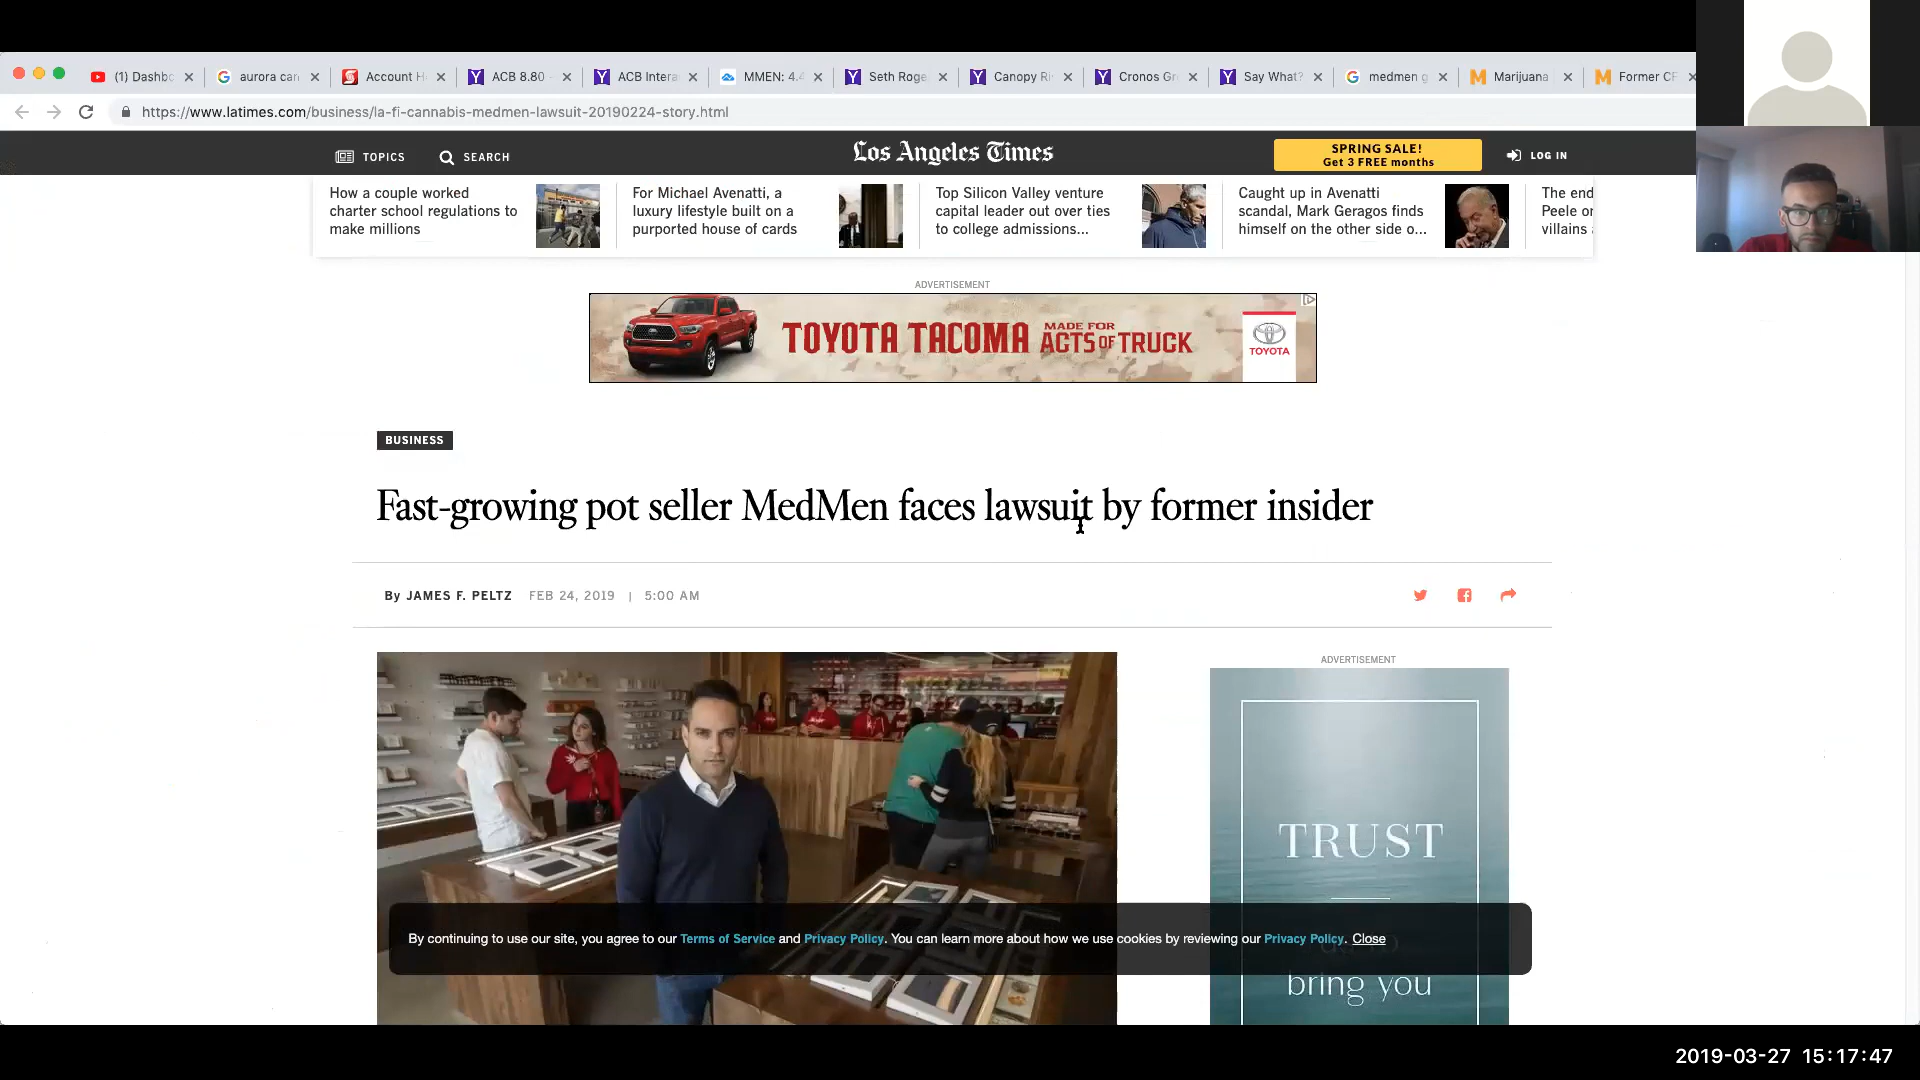 (1) Dashbo
aurora can
Account H
ACB 8.80
ACB Intera
MMEN: 4.4
Seth Roge
Canopy Ri
Cronos Gr
Say What?
medmen g
Marijuana
Former CF
https://www.latimes.com/business/la-fi-cannabis-medmen-lawsuit-20190224-story.html
TOPICS
SEARCH
Los Angeles Times
SPRING SALE!
Get 3 FREE months
LOG IN
How a couple worked
charter school regulations to
make millions
For Michael Avenatti, a
luxury lifestyle built on a
purported house of cards
Top Silicon Valley venture
capital leader out over ties
to college admissions...
Caught up in Avenatti
scandal, Mark Geragos finds
himself on the other side o...
The end
Peele or
villains
ADVERTISEMENT
TOYOTA TACOMA MADE FOR ACTS OF TRUCK
TOYOTA
BUSINESS
Fast-growing pot seller MedMen faces lawsuit by former insider
By JAMES F. PELTZ FEB 24, 2019 | 5:00 AM
ADVERTISEMENT
TRUST
By continuing to use our site, you agree to our Terms of Service and Privacy Policy. You can learn more about how we use cookies by reviewing our Privacy Policy. Close
bring you
2019-03-27 15:17:47